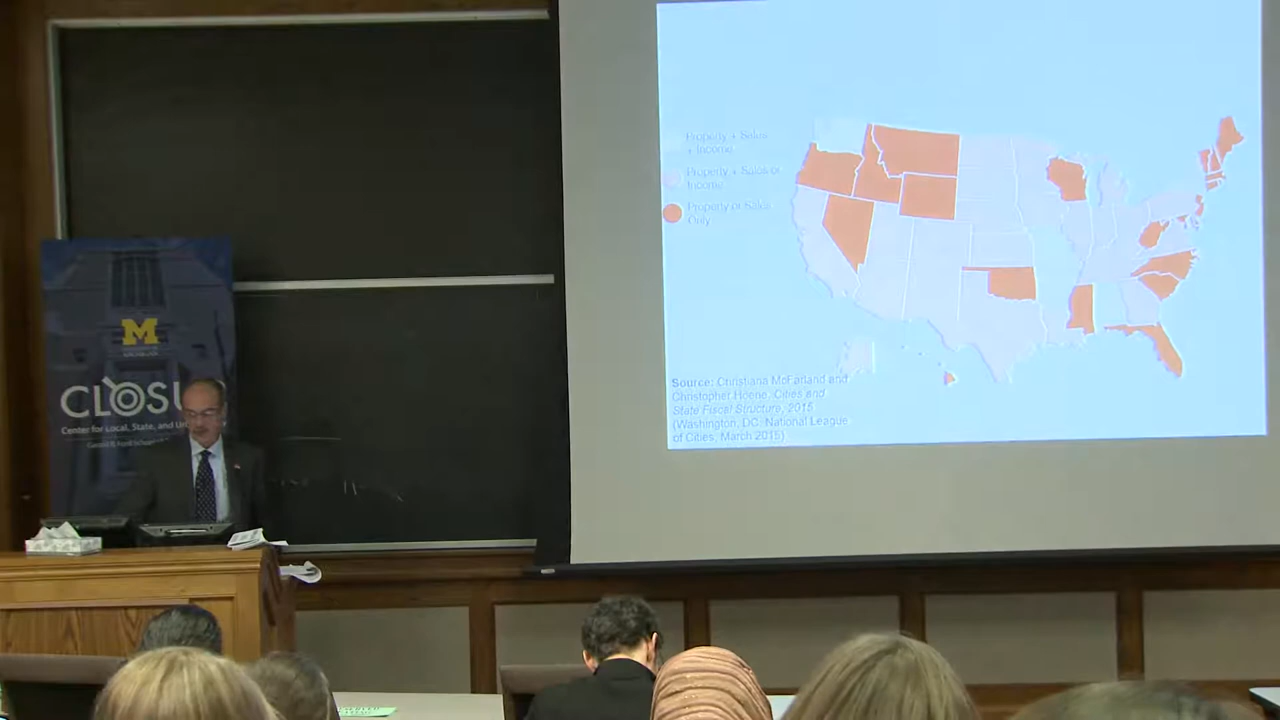 M
CLOSU
Center for Local, State, and Ur
Property + Sales
+ Income
Property + Sales or
Income
Property or Sales
Only
Source: Christiana McFarland and
Christopher Hoene, Cities and
State Fiscal Structure, 2015
(Washington, DC: National League
of Cities, March 2015)